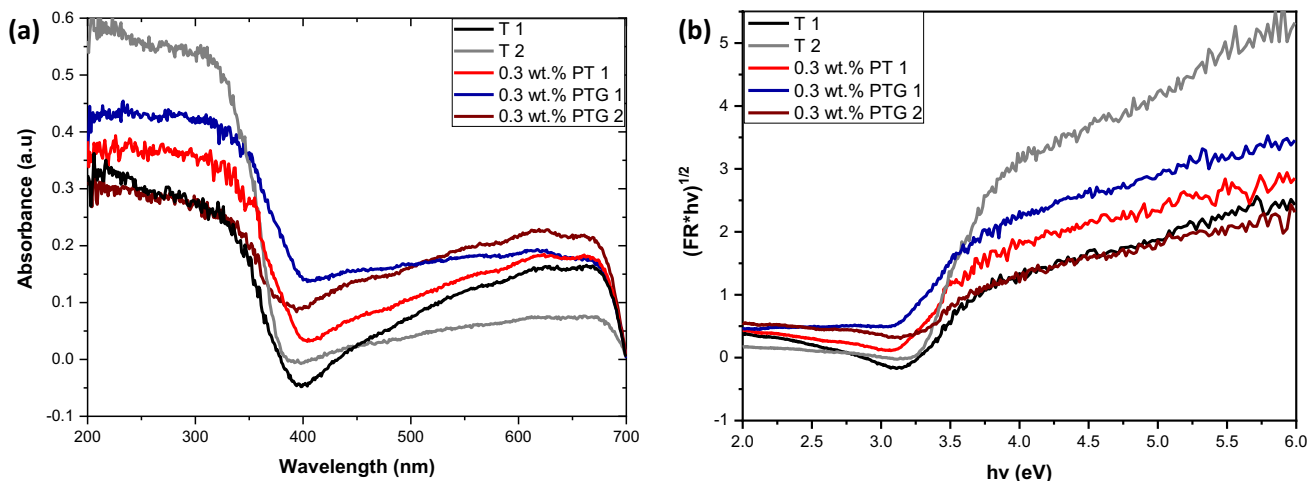 (a)
T 1
T 2
0.3 wt.% PT 1
0.3 wt.% PTG 1
0.3 wt.% PTG 2
0.6
0.5
0.4
0.3
0.2
0.1
0.0
-0.1
Absorbance (a.u)
200
300
400
500
600
700
Wavelength (nm)
(b)
T 1
T 2
0.3 wt.% PT 1
0.3 wt.% PTG 1
0.3 wt.% PTG 2
5
4
3
2
1
0
-1
(FR*hν)1/2
2.0
2.5
3.0
3.5
4.0
4.5
5.0
5.5
6.0
hν (eV)